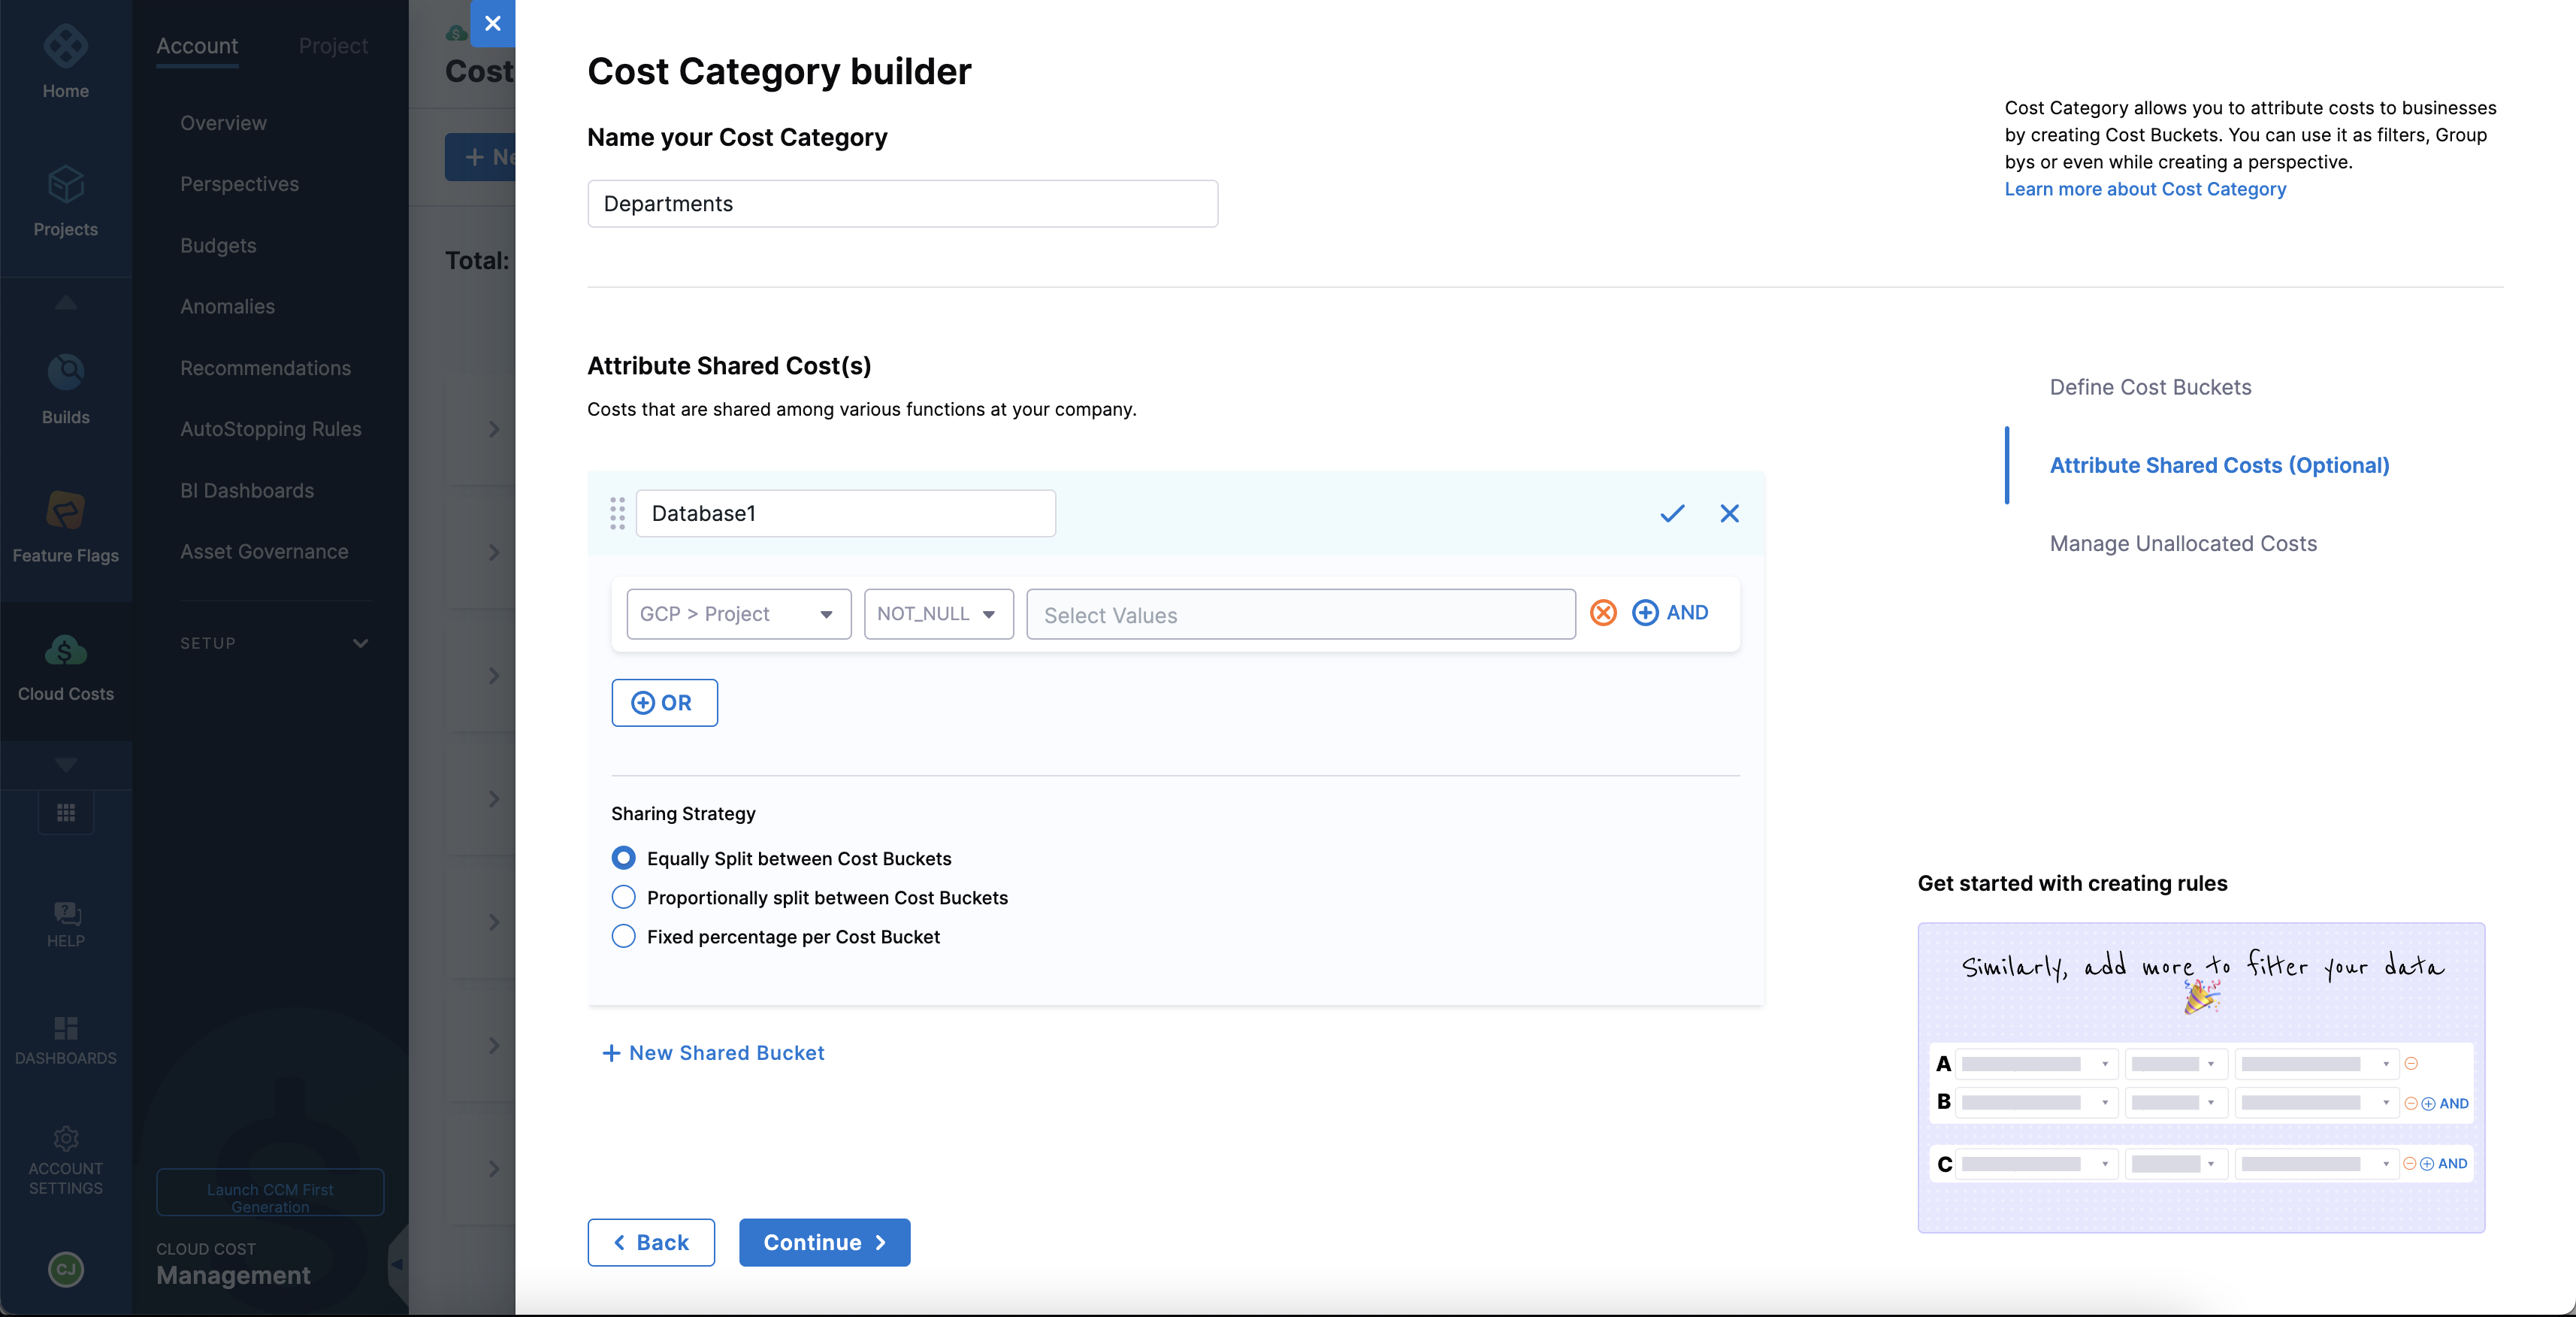 Home
Projects
Builds
Feature Flags
Cloud Costs
HELP
DASHBOARDS
ACCOUNT
SETTINGS
CJ
Account
Project
Overview
Perspectives
Budgets
Anomalies
Recommendations
AutoStopping Rules
BI Dashboards
Asset Governance
SETUP
Launch CCM First
Generation
CLOUD COST
Management
Cost
+ Ne
Total:
Cost Category builder
Name your Cost Category
Departments
Cost Category allows you to attribute costs to businesses
by creating Cost Buckets. You can use it as filters, Group
bys or even while creating a perspective.
Learn more about Cost Category
Attribute Shared Cost(s)
Costs that are shared among various functions at your company.
Database1
GCP > Project
NOT_NULL
Select Values
AND
OR
Sharing Strategy
Equally Split between Cost Buckets
Proportionally split between Cost Buckets
Fixed percentage per Cost Bucket
+ New Shared Bucket
Back
Continue
Define Cost Buckets
Attribute Shared Costs (Optional)
Manage Unallocated Costs
Get started with creating rules
Similarly, add more to filter your data
A
B AND
C AND